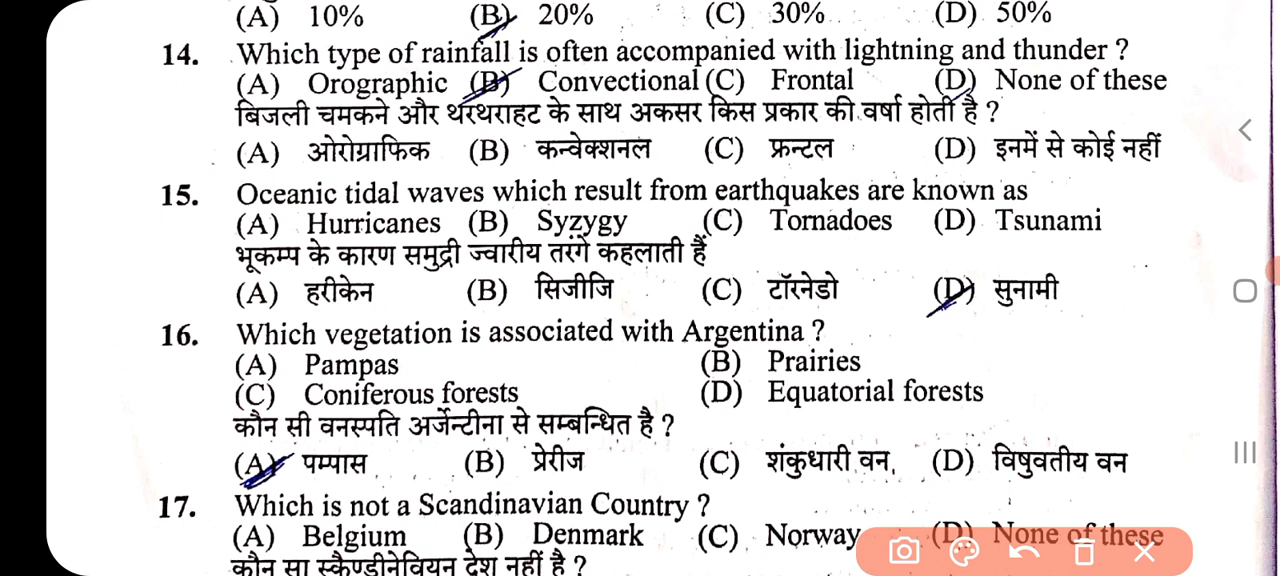 (A) 10% (B) 20% (C) 30% (D) 50%
14. Which type of rainfall is often accompanied with lightning and thunder ?
(A) Orographic (B) Convectional (C) Frontal (D) None of these
बिजली चमकने और थरथराहट के साथ अकसर किस प्रकार की वर्षा होती है ?
(A) ओरोग्राफिक (B) कन्वेक्शनल (C) फ्रन्टल (D) इनमें से कोई नहीं
15. Oceanic tidal waves which result from earthquakes are known as
(A) Hurricanes (B) Syzygy (C) Tornadoes (D) Tsunami
भूकम्प के कारण समुद्री ज्वारीय तरंगे कहलाती हैं
(A) हरीकेन (B) सिजीजि (C) टॉरनेडो (D) सुनामी
16. Which vegetation is associated with Argentina ?
(A) Pampas (B) Prairies
(C) Coniferous forests (D) Equatorial forests
कौन सी वनस्पति अर्जेन्टीना से सम्बन्धित है ?
(A) पम्पास (B) प्रेरीज (C) शंकुधारी वन (D) विषुवतीय वन
17. Which is not a Scandinavian Country ?
(A) Belgium (B) Denmark (C) Norway (D) None of these
कौन सा स्कैण्डीनेवियन देश नहीं है ?